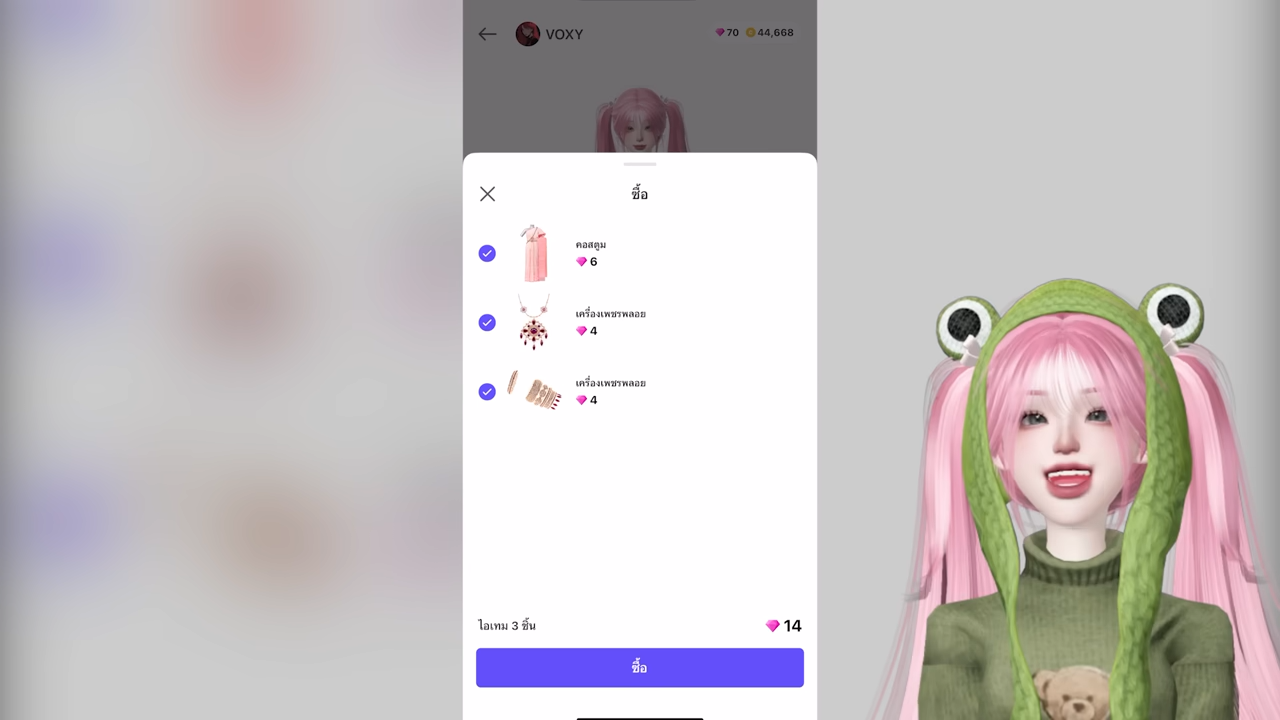 VOXY
70
44,668
ซื้อ
คอสตูม
6
เครื่องเพชรพลอย
4
เครื่องเพชรพลอย
4
ไอเทม 3 ชิ้น
14
ซื้อ